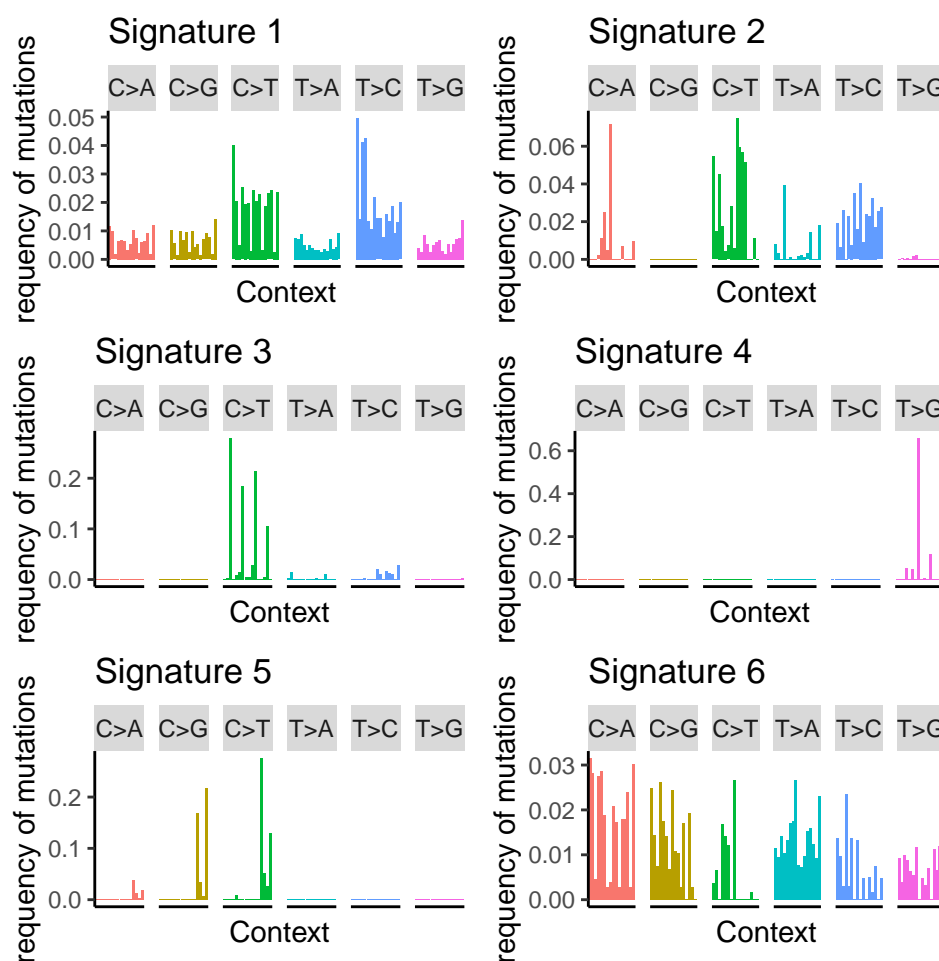 Signature 1
C>A C>G C>T T>A T>C T>G
requency of mutations
0.05
0.04
0.03
0.02
0.01
0.00
Context
Signature 2
C>A C>G C>T T>A T>C T>G
requency of mutations
0.06
0.04
0.02
0.00
Context
Signature 3
C>A C>G C>T T>A T>C T>G
requency of mutations
0.2
0.1
0.0
Context
Signature 4
C>A C>G C>T T>A T>C T>G
requency of mutations
0.6
0.4
0.2
0.0
Context
Signature 5
C>A C>G C>T T>A T>C T>G
requency of mutations
0.2
0.1
0.0
Context
Signature 6
C>A C>G C>T T>A T>C T>G
requency of mutations
0.03
0.02
0.01
0.00
Context